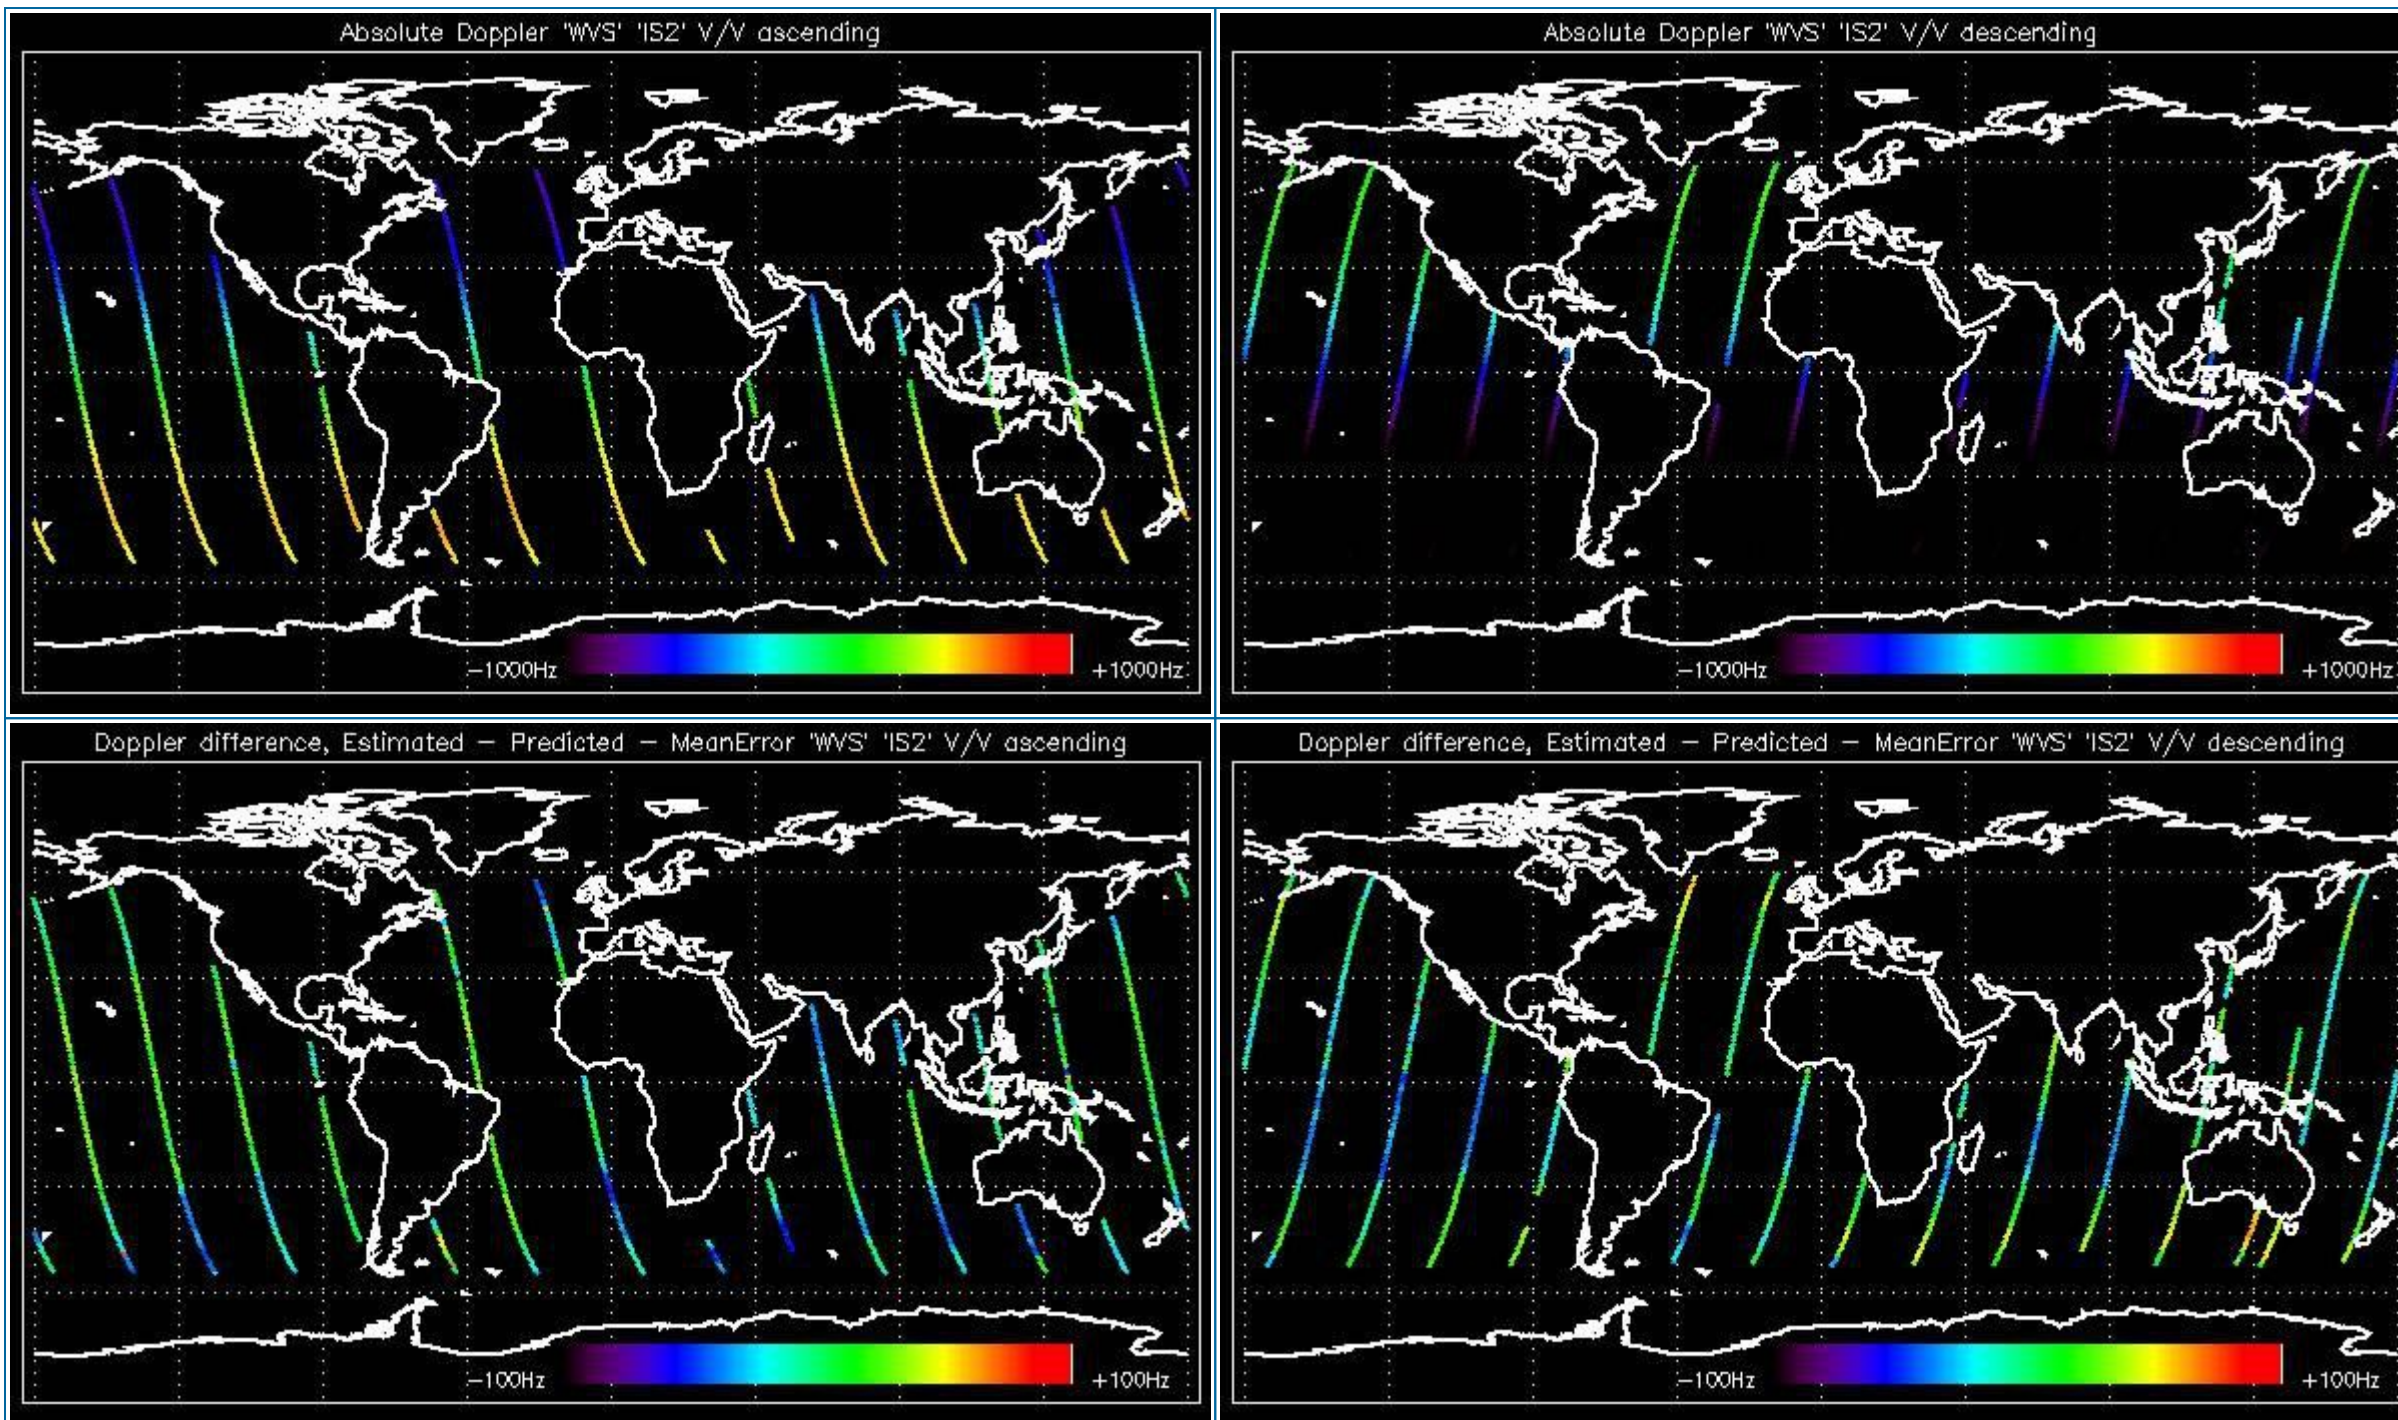 Absolute Doppler 'WVS' 'IS2' V/V ascending
-1000Hz
+1000Hz
Absolute Doppler 'WVS' 'IS2' V/V descending
-1000Hz
+1000Hz
Doppler difference, Estimated - Predicted - MeanError 'WVS' 'IS2' V/V ascending
-100Hz
+100Hz
Doppler difference, Estimated - Predicted - MeanError 'WVS' 'IS2' V/V descending
-100Hz
+100Hz